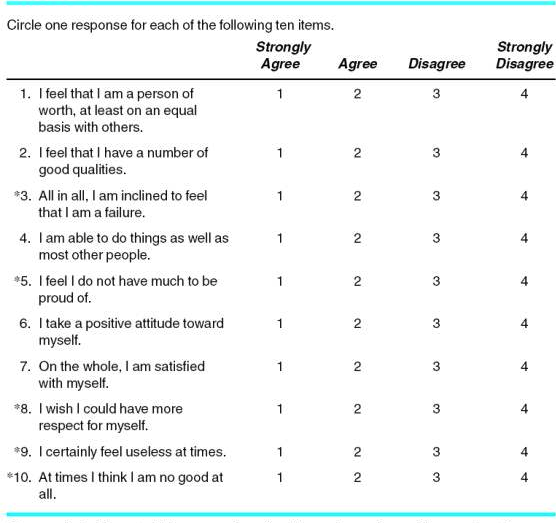 Circle one response for each of the following ten items.
Strongly Agree Agree Disagree Strongly Disagree
1. I feel that I am a person of 1 2 3 4
worth, at least on an equal
basis with others.
2. I feel that I have a number of 1 2 3 4
good qualities.
*3. All in all, I am inclined to feel 1 2 3 4
that I am a failure.
4. I am able to do things as well as 1 2 3 4
most other people.
*5. I feel I do not have much to be 1 2 3 4
proud of.
6. I take a positive attitude toward 1 2 3 4
myself.
7. On the whole, I am satisfied 1 2 3 4
with myself.
*8. I wish I could have more 1 2 3 4
respect for myself.
*9. I certainly feel useless at times. 1 2 3 4
*10. At times I think I am no good at 1 2 3 4
all.